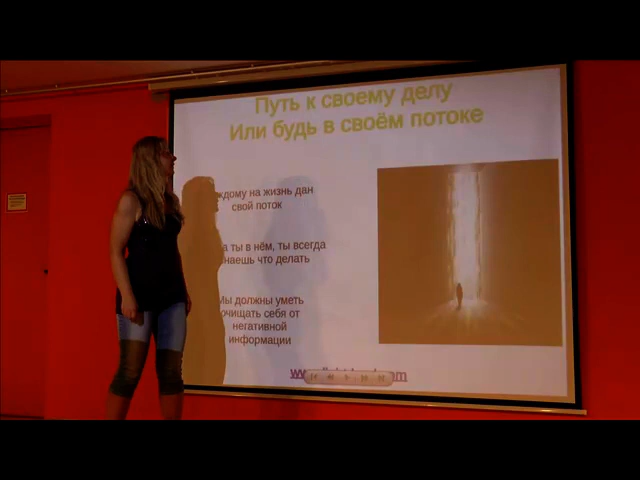 Путь к своему делу
Или будь в своём потоке
на жизнь дан
свой поток
ты в нём, ты всегда
что делать
Мы должны уметь
очищать себя от
негативной
информации